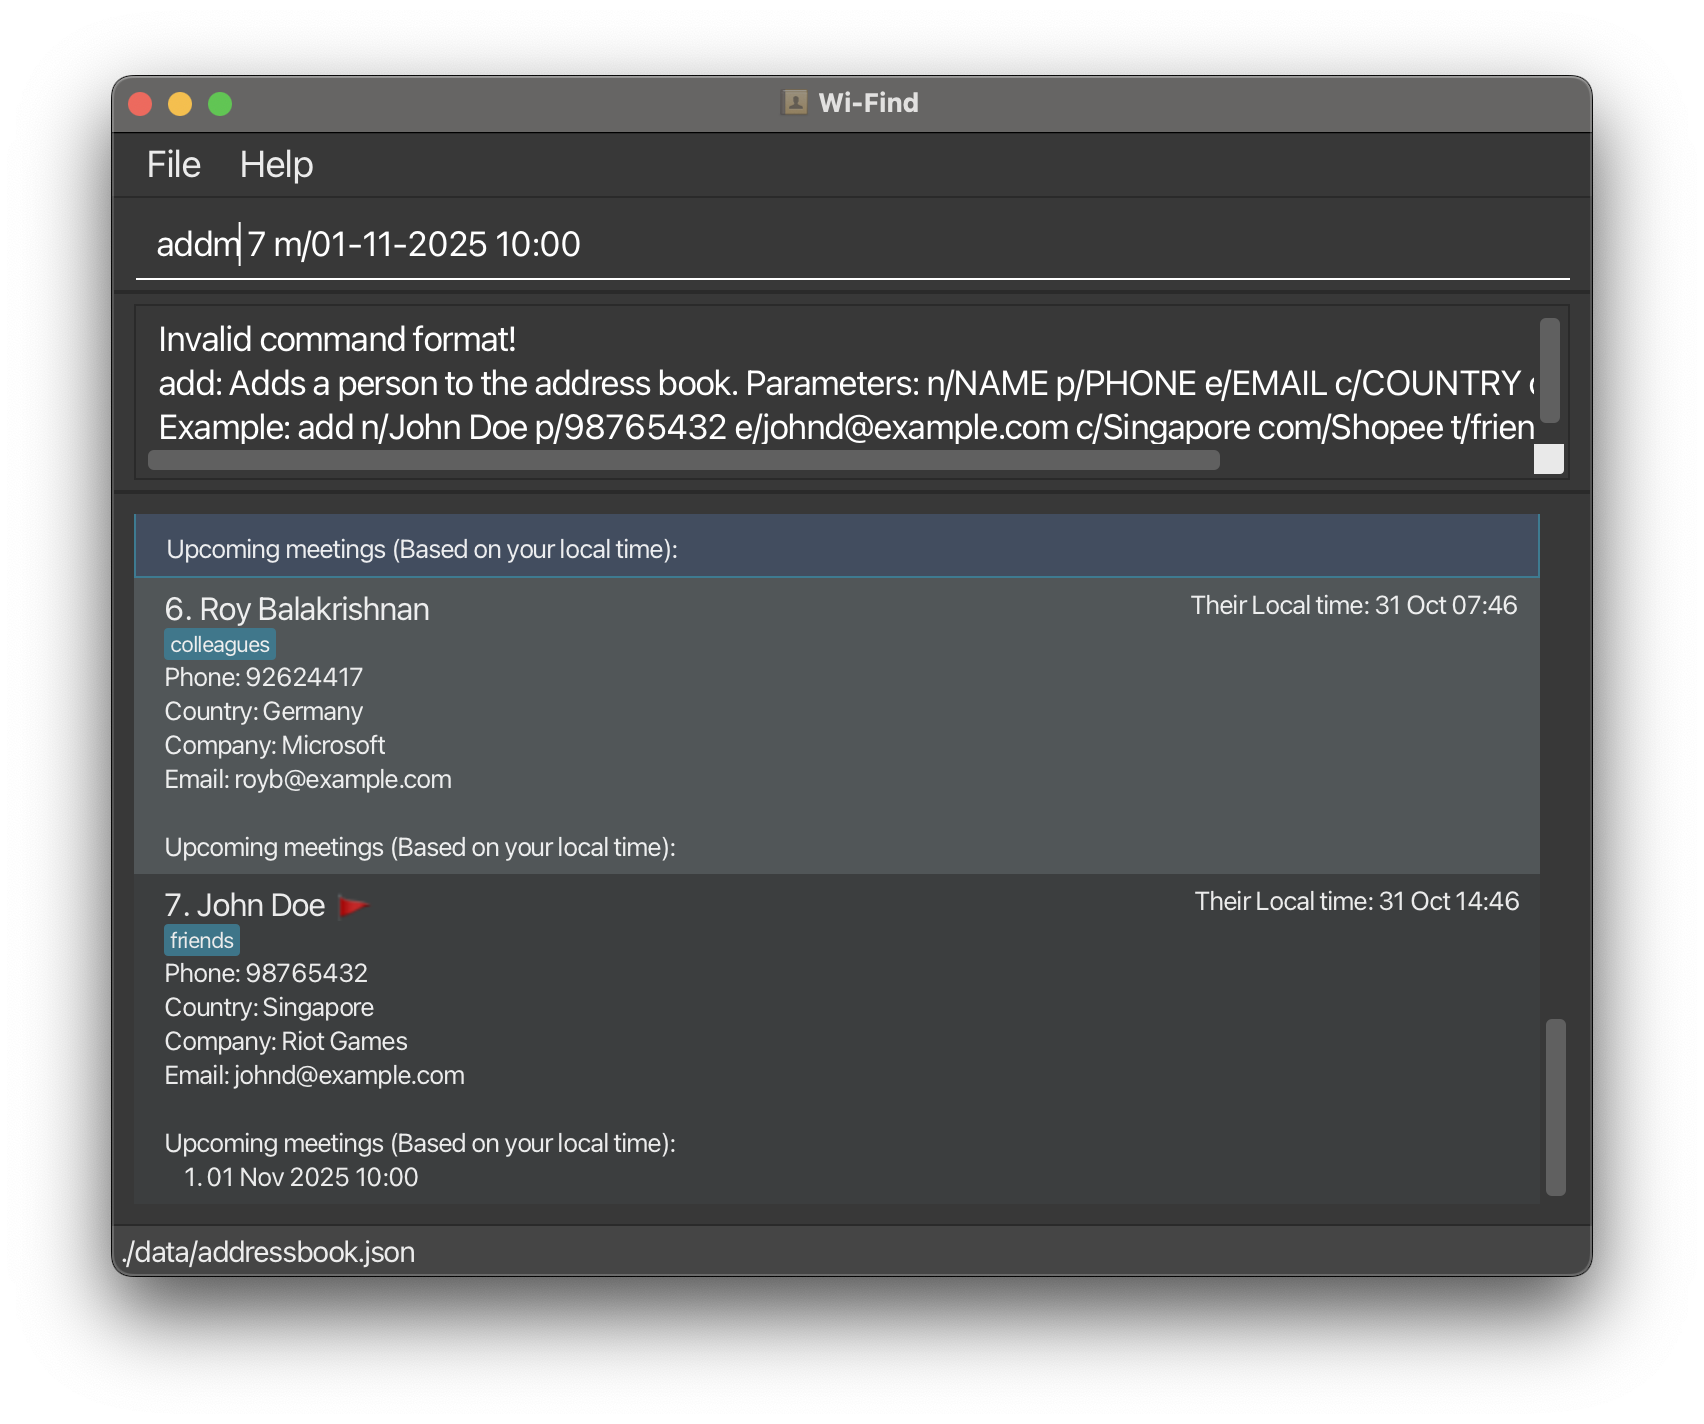 Wi-Find
File Help
addm 7 m/01-11-2025 10:00
Invalid command format!
add: Adds a person to the address book. Parameters: n/NAME p/PHONE e/EMAIL c/COUNTRY
Example: add n/John Doe p/98765432 e/johnd@example.com c/Singapore com/Shopee t/frien
Upcoming meetings (Based on your local time):
6. Roy Balakrishnan Their Local time: 31 Oct 07:46
colleagues
Phone: 92624417
Country: Germany
Company: Microsoft
Email: royb@example.com
Upcoming meetings (Based on your local time):
7. John Doe Their Local time: 31 Oct 14:46
friends
Phone: 98765432
Country: Singapore
Company: Riot Games
Email: johnd@example.com
Upcoming meetings (Based on your local time):
1. 01 Nov 2025 10:00
./data/addressbook.json